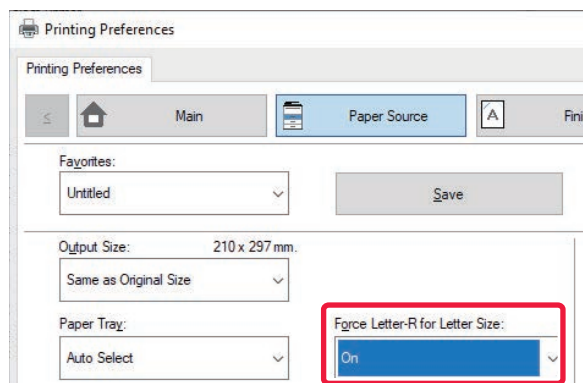 Printing Preferences
Printing Preferences
≤ Main Paper Source A Fini
Favorites:
Untitled
Save
Output Size: 210 x 297 mm.
Same as Original Size
Paper Tray: Force Letter-R for Letter Size:
Auto Select On